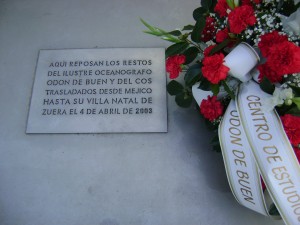 AQUI REPOSAN LOS RESTOS
DEL ILUSTRE OCEANOGRAFO
ODON DE BUEN Y DEL COS
TRASLADADOS DESDE MEJICO
HASTA SU VILLA NATAL DE
ZUERA EL 4 DE ABRIL DE 2003
CENTRO DE ESTUDIOS
ODON DE BUEN